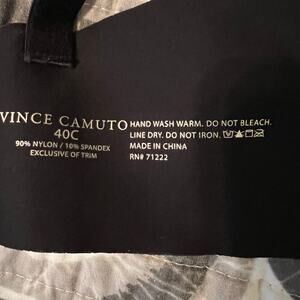 VINCE CAMUTO
40C
90% NYLON / 10% SPANDEX
EXCLUSIVE OF TRIM
HAND WASH WARM. DO NOT BLEACH.
LINE DRY. DO NOT IRON.
MADE IN CHINA
RN# 71222